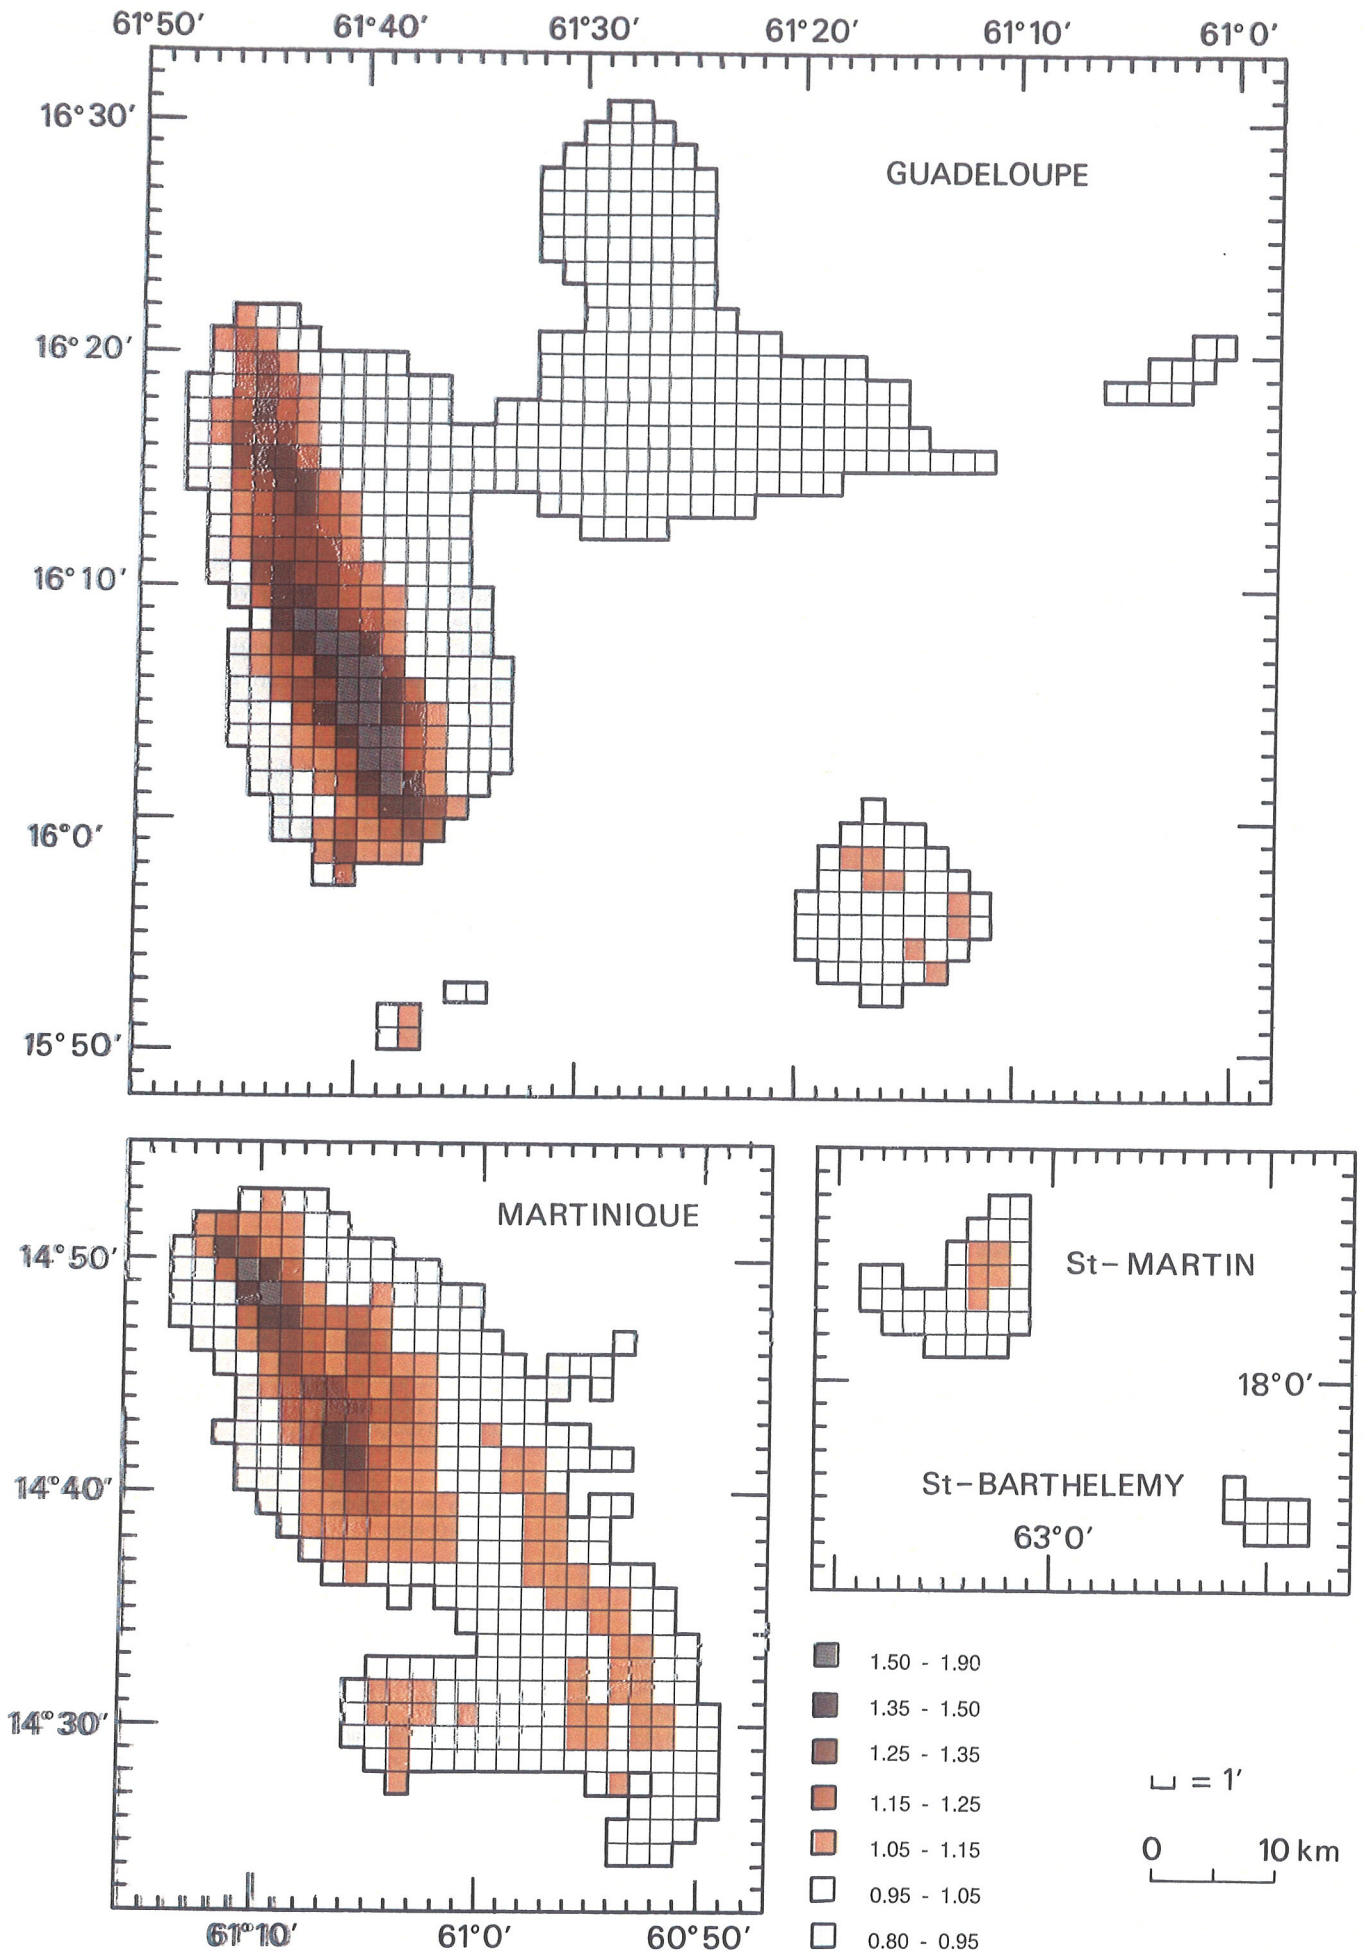 61°50′ 61°40′ 61°30′ 61°20′ 61°10′ 61°0′
16°30′
GUADELOUPE
16°20′
16°10′
16°0′
15°50′
MARTINIQUE
14°50′
St-MARTIN
18°0′
14°40′
St-BARTHELEMY
63°0′
1.50 - 1.90
1.35 - 1.50
14°30′
1.25 - 1.35
= 1′
1.15 - 1.25
1.05 - 1.15
0 10 km
0.95 - 1.05
0.80 - 0.95
61°10′ 61°0′ 60°50′